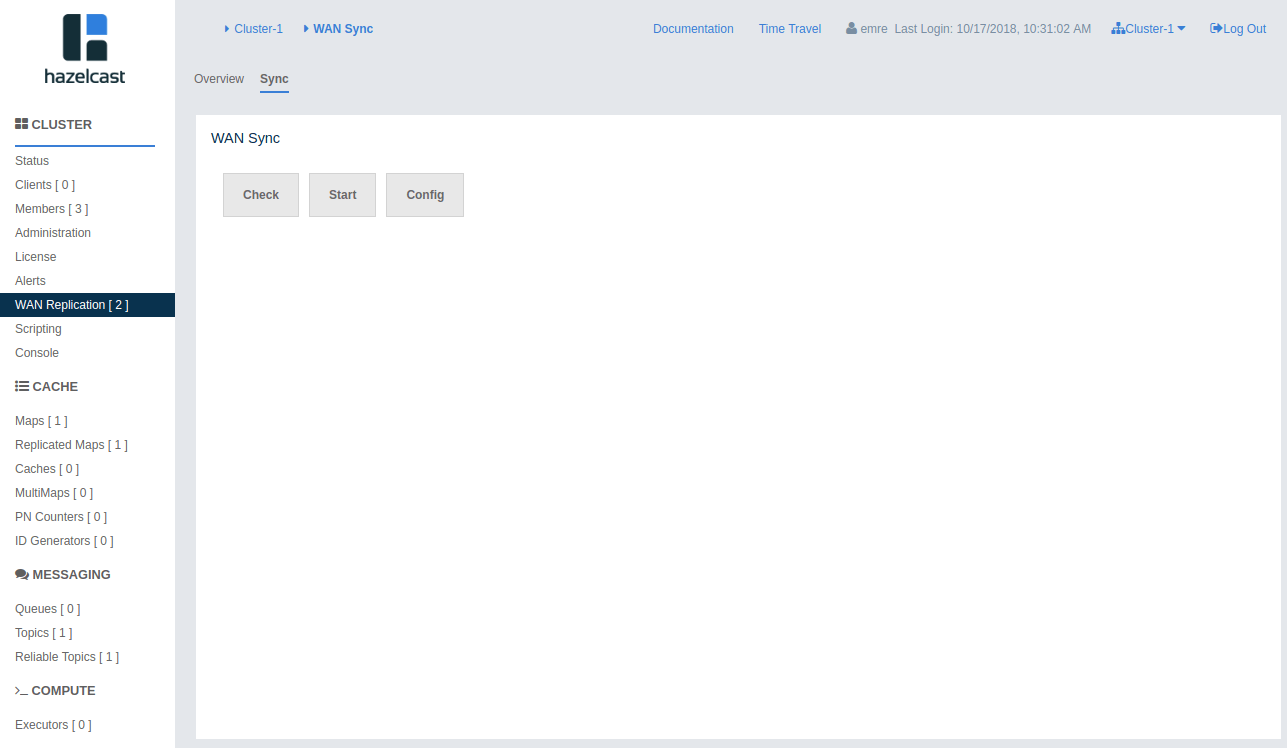 hazelcast
CLUSTER
Status
Clients [ 0 ]
Members [ 3 ]
Administration
License
Alerts
WAN Replication [ 2 ]
Scripting
Console
CACHE
Maps [ 1 ]
Replicated Maps [ 1 ]
Caches [ 0 ]
MultiMaps [ 0 ]
PN Counters [ 0 ]
ID Generators [ 0 ]
MESSAGING
Queues [ 0 ]
Topics [ 1 ]
Reliable Topics [ 1 ]
COMPUTE
Executors [ 0 ]
Cluster-1 WAN Sync Documentation Time Travel emre Last Login: 10/17/2018, 10:31:02 AM Cluster-1 Log Out
Overview Sync
WAN Sync
Check Start Config